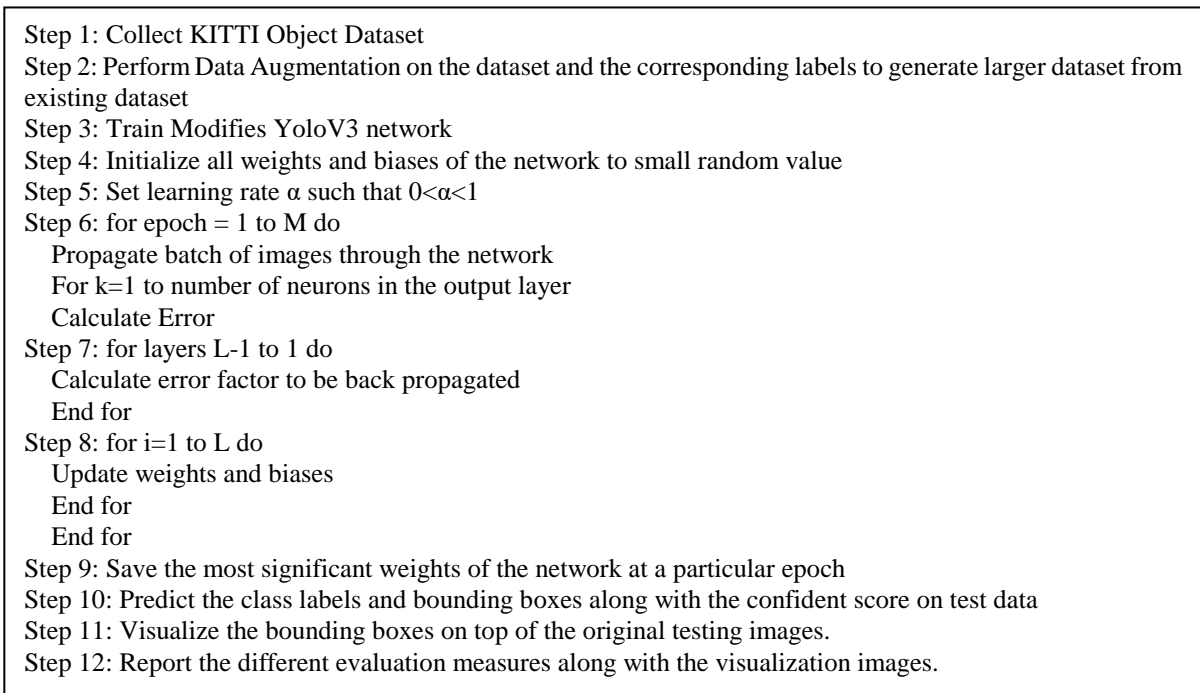 Step 1: Collect KITTI Object Dataset
Step 2: Perform Data Augmentation on the dataset and the corresponding labels to generate larger dataset from
existing dataset
Step 3: Train Modifies YoloV3 network
Step 4: Initialize all weights and biases of the network to small random value
Step 5: Set learning rate α such that 0<α<1
Step 6: for epoch = 1 to M do
Propagate batch of images through the network
For k=1 to number of neurons in the output layer
Calculate Error
Step 7: for layers L-1 to 1 do
Calculate error factor to be back propagated
End for
Step 8: for i=1 to L do
Update weights and biases
End for
End for
Step 9: Save the most significant weights of the network at a particular epoch
Step 10: Predict the class labels and bounding boxes along with the confident score on test data
Step 11: Visualize the bounding boxes on top of the original testing images.
Step 12: Report the different evaluation measures along with the visualization images.